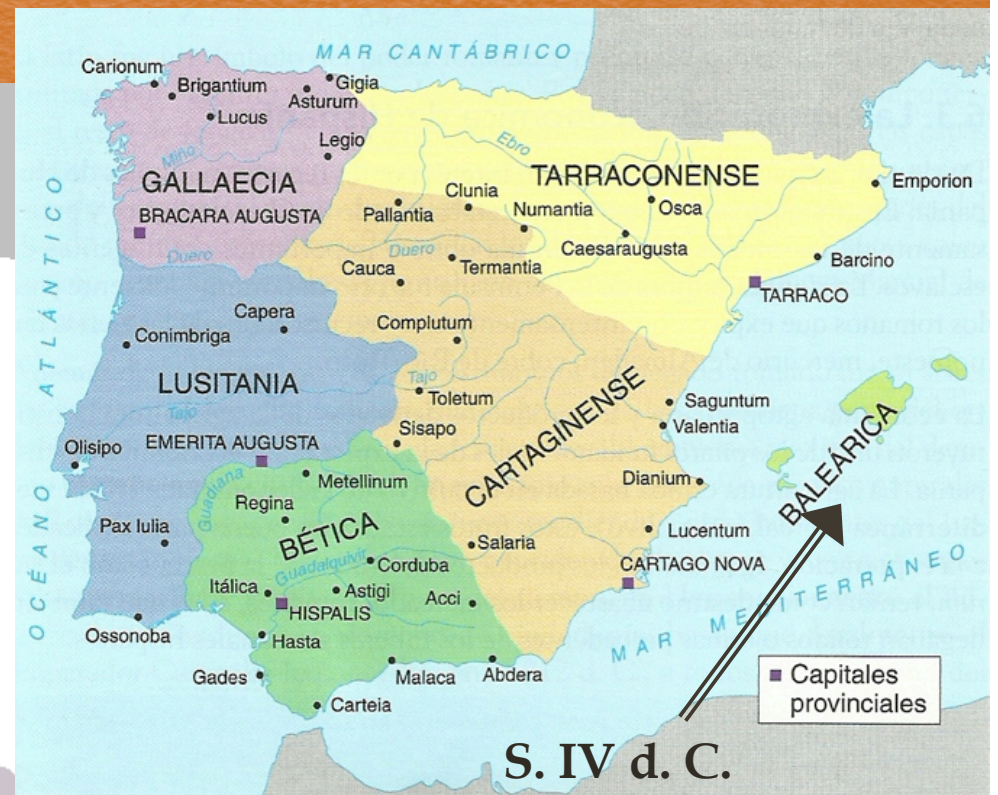 MAR CANTÁBRICO
Carionum
Brigantium
Gigia
Asturum
Lucus
Legio
Miño
Ebro
GALLAECIA
TARRACONENSE
BRACARA AUGUSTA
Clunia
Pallantia
Numantia
Osca
Emporion
Duero
Duero
Caesaraugusta
Cauca
Termantia
Barcino
TARRACO
OCÉANO ATLÁNTICO
Capera
Conimbriga
Complutum
LUSITANIA
Tajo
Tajo
Toletum
Saguntum
Valentia
Olisipo
EMERITA AUGUSTA
Sisapo
CARTAGINENSE
BALEÁRICA
Guadiana
Metellinum
Dianium
Regina
BÉTICA
Pax Iulia
Salaria
Lucentum
Guadalquivir
Corduba
CARTAGO NOVA
Itálica
Astigi
Acci
HISPALIS
MAR MEDITERRÁNEO
Ossonoba
Hasta
Gades
Malaca
Abdera
Carteia
Capitales
provinciales
S. IV d. C.